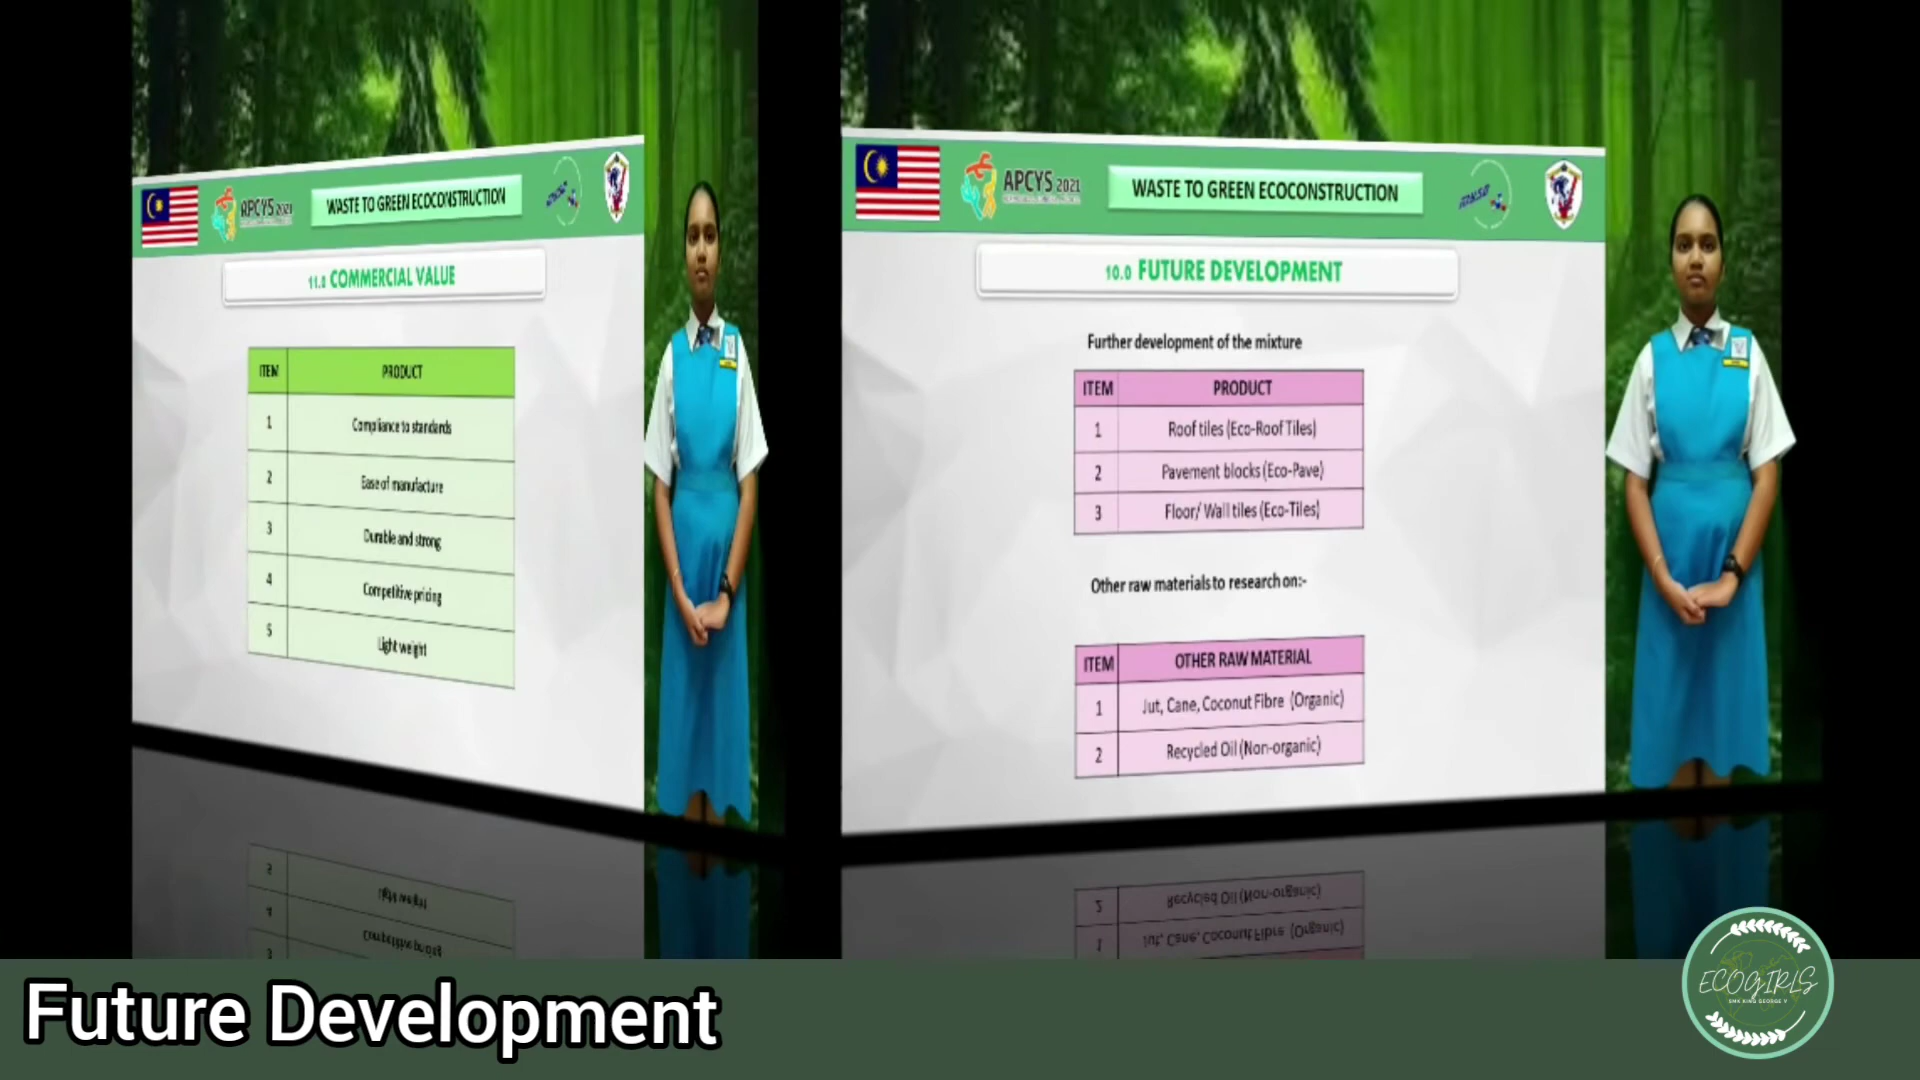 APCYS 2021
WASTE TO GREEN ECOCONSTRUCTION
11.0 COMMERCIAL VALUE
ITEM PRODUCT
1 Compliance to standards
2 Ease of manufacture
3 Durable and strong
4 Competitive pricing
5 Light weight
APCYS 2021
WASTE TO GREEN ECOCONSTRUCTION
10.0 FUTURE DEVELOPMENT
Further development of the mixture
ITEM PRODUCT
1 Roof tiles (Eco-Roof Tiles)
2 Pavement blocks (Eco-Pave)
3 Floor/ Wall tiles (Eco-Tiles)
Other raw materials to research on:-
ITEM OTHER RAW MATERIAL
1 Jut, Cane, Coconut Fibre (Organic)
2 Recycled Oil (Non-organic)
Future Development
ECOGIRLS
SMK KING GEORGE V